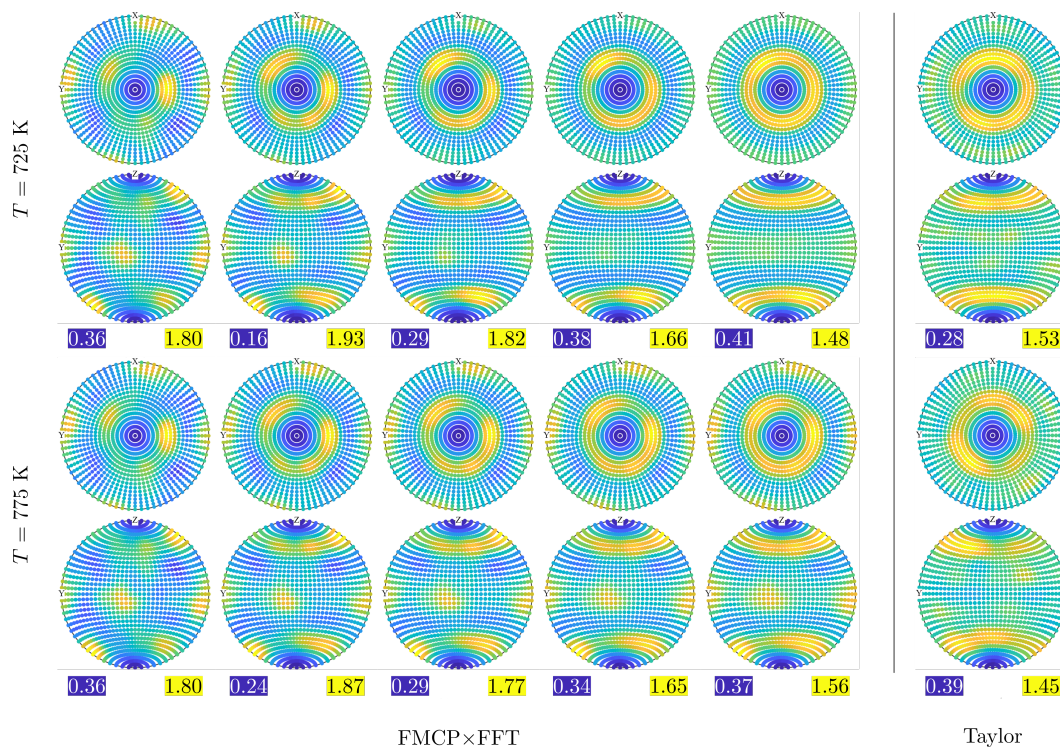 X X X X X X
Y Y Y Y Y Y
T = 725 K
Z Z Z Z Z Z
Y Y Y Y Y Y
0.36 1.80 0.16 1.93 0.29 1.82 0.38 1.66 0.41 1.48 0.28 1.53
X X X X X X
Y Y Y Y Y Y
T = 775 K
Z Z Z Z Z Z
Y Y Y Y Y Y
0.36 1.80 0.24 1.87 0.29 1.77 0.34 1.65 0.37 1.56 0.39 1.45
FMCP×FFT Taylor